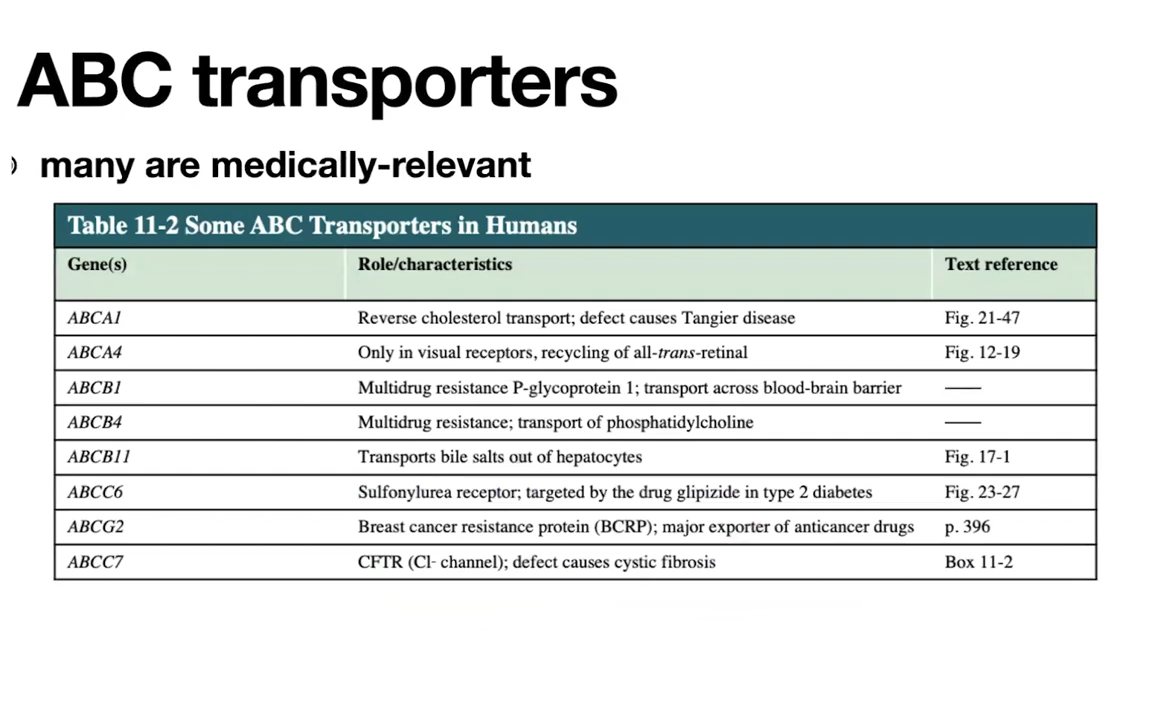 ABC transporters
many are medically-relevant
Table 11-2 Some ABC Transporters in Humans
Gene(s) Role/characteristics Text reference
ABCA1 Reverse cholesterol transport; defect causes Tangier disease Fig. 21-47
ABCA4 Only in visual receptors, recycling of all-trans-retinal Fig. 12-19
ABCB1 Multidrug resistance P-glycoprotein 1; transport across blood-brain barrier ——
ABCB4 Multidrug resistance; transport of phosphatidylcholine ——
ABCB11 Transports bile salts out of hepatocytes Fig. 17-1
ABCC6 Sulfonylurea receptor; targeted by the drug glipizide in type 2 diabetes Fig. 23-27
ABCG2 Breast cancer resistance protein (BCRP); major exporter of anticancer drugs p. 396
ABCC7 CFTR (Cl- channel); defect causes cystic fibrosis Box 11-2